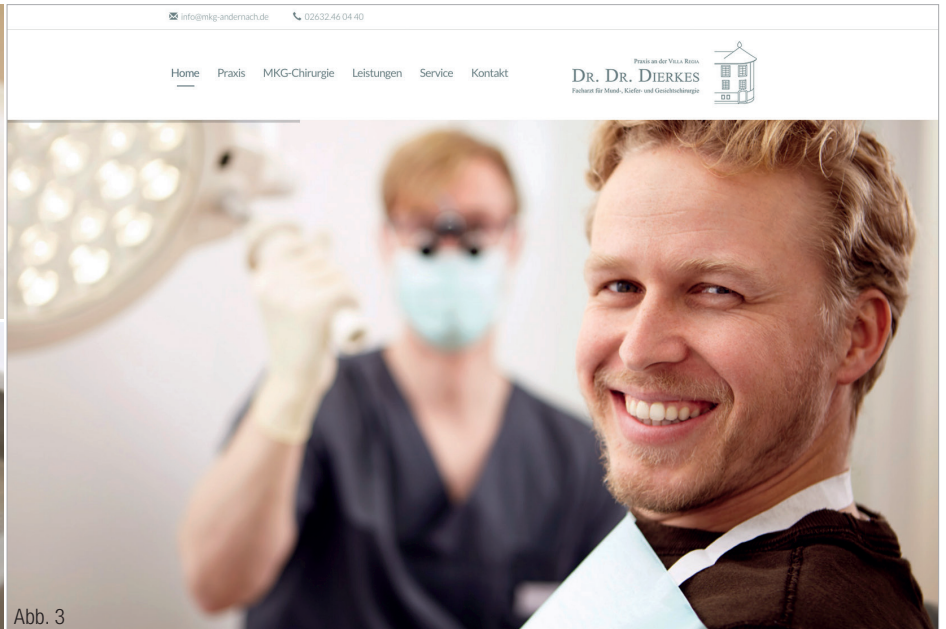 info@mkg-andernach.de 02632.46 04 40
Home Praxis MKG-Chirurgie Leistungen Service Kontakt
Praxis an der Villa Regia
Dr. Dr. Dierkes
Facharzt für Mund-, Kiefer- und Gesichtschirurgie
Abb. 3